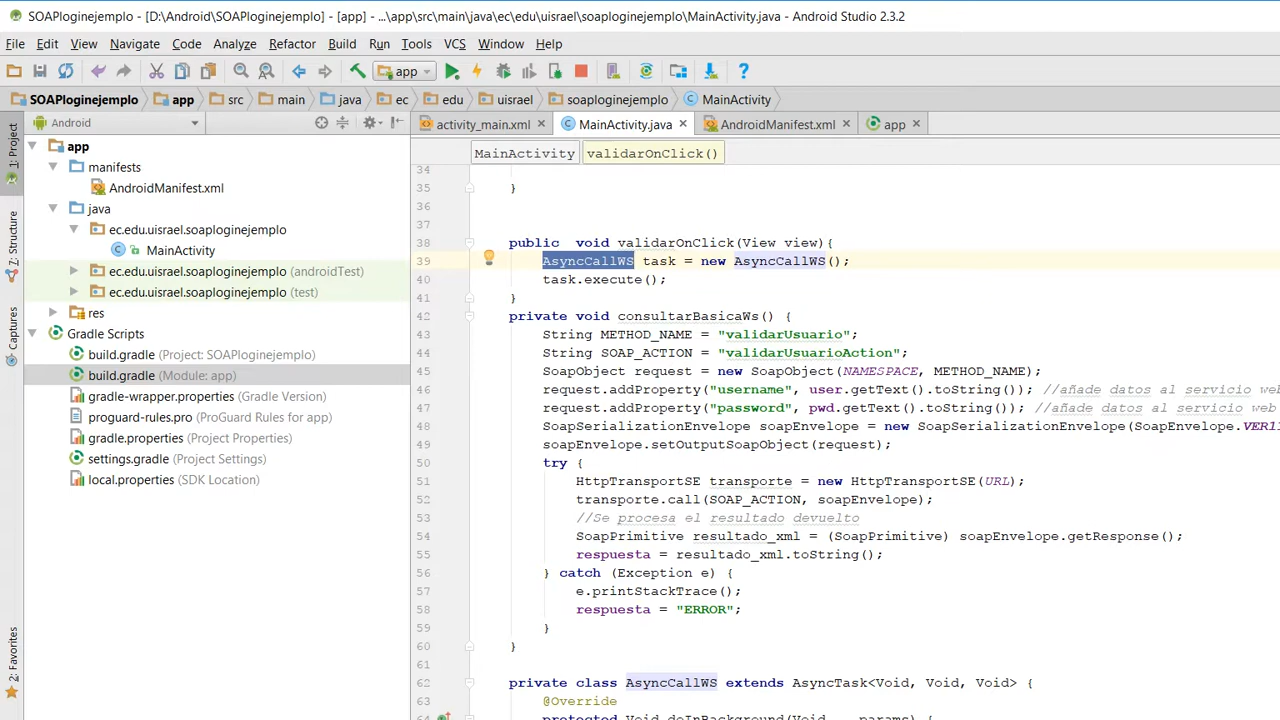 SOAPloginejemplo - [D:\Android\SOAPloginejemplo] - [app] - ...\app\src\main\java\ec\edu\uisrael\soaploginejemplo\MainActivity.java - Android Studio 2.3.2
File Edit View Navigate Code Analyze Refactor Build Run Tools VCS Window Help
app
SOAPloginejemplo app src main java ec edu uisrael soaploginejemplo MainActivity
Android
activity_main.xml MainActivity.java AndroidManifest.xml app
1: Project
Z: Structure
Captures
2: Favorites
app
manifests
AndroidManifest.xml
java
ec.edu.uisrael.soaploginejemplo
MainActivity
ec.edu.uisrael.soaploginejemplo (androidTest)
ec.edu.uisrael.soaploginejemplo (test)
res
Gradle Scripts
build.gradle (Project: SOAPloginejemplo)
build.gradle (Module: app)
gradle-wrapper.properties (Gradle Version)
proguard-rules.pro (ProGuard Rules for app)
gradle.properties (Project Properties)
settings.gradle (Project Settings)
local.properties (SDK Location)
MainActivity validarOnClick()
34
35 }
36
37
38 public void validarOnClick(View view){
39 AsyncCallWS task = new AsyncCallWS();
40 task.execute();
41 }
42 private void consultarBasicaWs() {
43 String METHOD_NAME = "validarUsuario";
44 String SOAP_ACTION = "validarUsuarioAction";
45 SoapObject request = new SoapObject(NAMESPACE, METHOD_NAME);
46 request.addProperty("username", user.getText().toString()); //añade datos al servicio web
47 request.addProperty("password", pwd.getText().toString()); //añade datos al servicio web
48 SoapSerializationEnvelope soapEnvelope = new SoapSerializationEnvelope(SoapEnvelope.VER11
49 soapEnvelope.setOutputSoapObject(request);
50 try {
51 HttpTransportSE transporte = new HttpTransportSE(URL);
52 transporte.call(SOAP_ACTION, soapEnvelope);
53 //Se procesa el resultado devuelto
54 SoapPrimitive resultado_xml = (SoapPrimitive) soapEnvelope.getResponse();
55 respuesta = resultado_xml.toString();
56 } catch (Exception e) {
57 e.printStackTrace();
58 respuesta = "ERROR";
59 }
60 }
61
62 private class AsyncCallWS extends AsyncTask<Void, Void, Void> {
63 @Override
64 protected Void doInBackground(Void... params) {